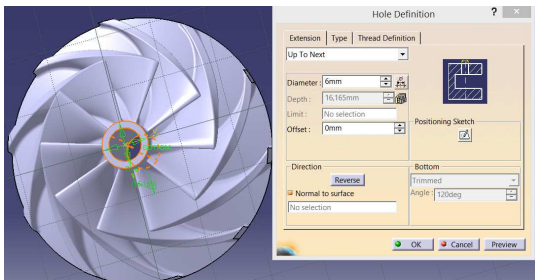 Hole Definition
? ×
Extension Type Thread Definition
Up To Next
Diameter : 6mm
Depth : 16,165mm
Limit : No selection
Offset : 0mm
Positioning Sketch
Direction
Reverse
Normal to surface
No selection
Bottom
Trimmed
Angle : 120deg
OK Cancel Preview